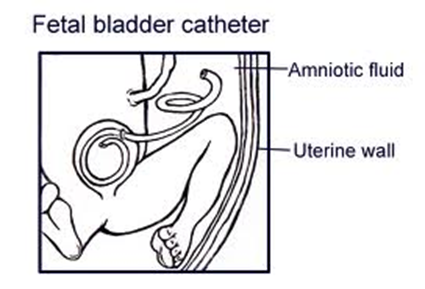 Fetal bladder catheter
Amniotic fluid
Uterine wall